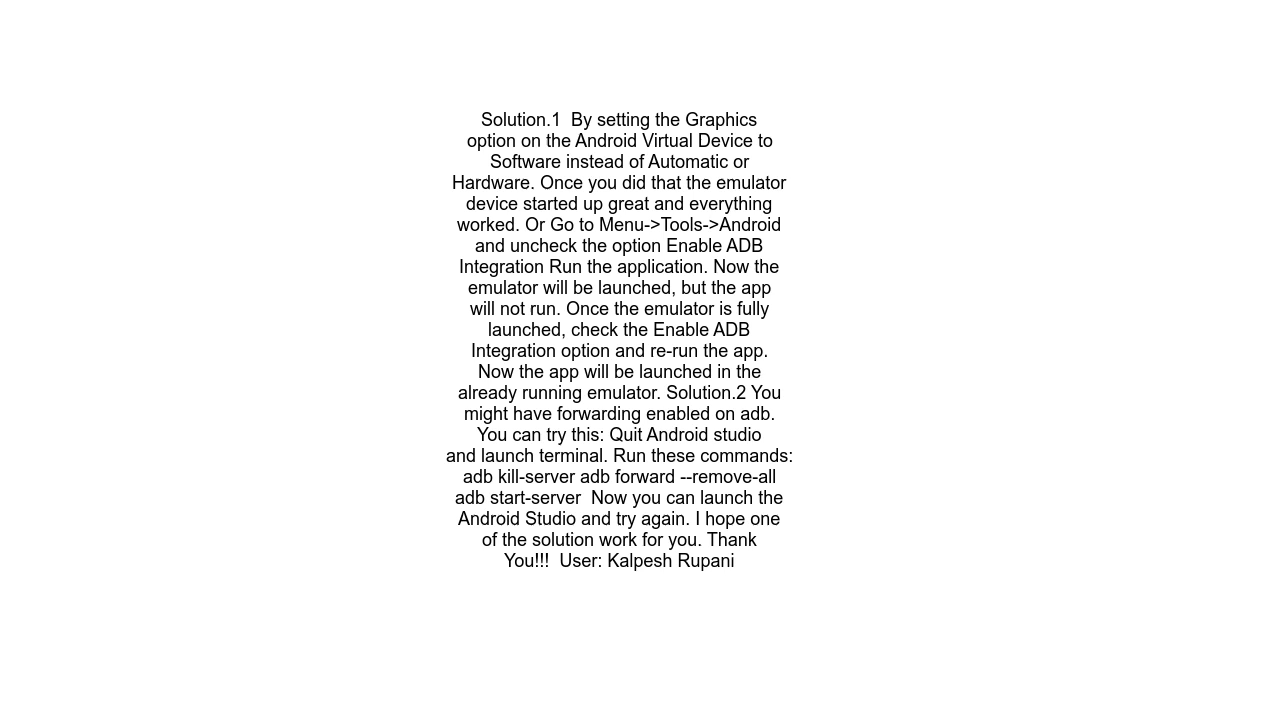 Solution.1  By setting the Graphics
option on the Android Virtual Device to
Software instead of Automatic or
Hardware. Once you did that the emulator
device started up great and everything
worked. Or Go to Menu->Tools->Android
and uncheck the option Enable ADB
Integration Run the application. Now the
emulator will be launched, but the app
will not run. Once the emulator is fully
launched, check the Enable ADB
Integration option and re-run the app.
Now the app will be launched in the
already running emulator. Solution.2 You
might have forwarding enabled on adb.
You can try this: Quit Android studio
and launch terminal. Run these commands:
adb kill-server adb forward --remove-all
adb start-server  Now you can launch the
Android Studio and try again. I hope one
of the solution work for you. Thank
You!!!  User: Kalpesh Rupani